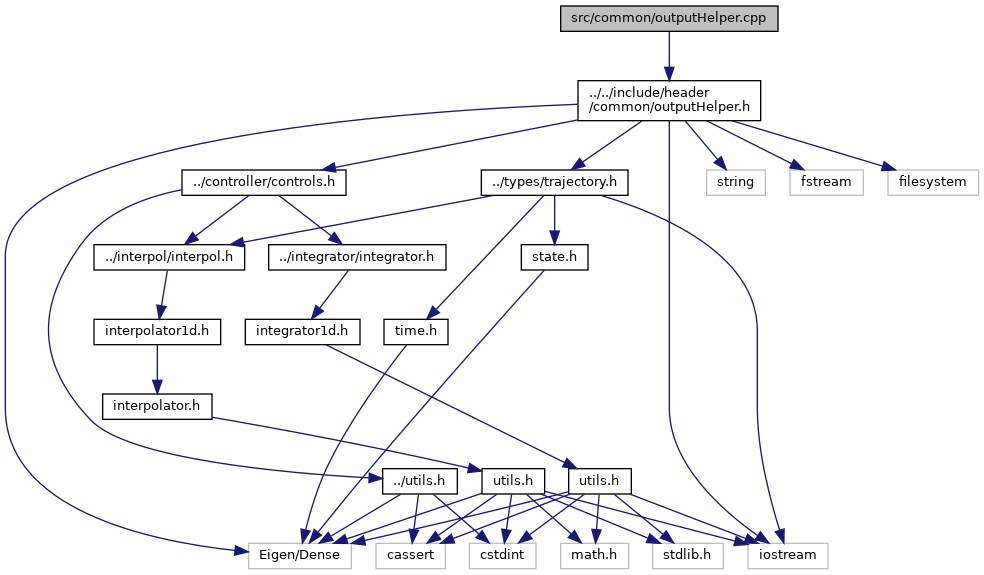 src/common/outputHelper.cpp
../../include/header
/common/outputHelper.h
../controller/controls.h
../types/trajectory.h
string
fstream
filesystem
../interpol/interpol.h
../integrator/integrator.h
state.h
interpolator1d.h
integrator1d.h
time.h
interpolator.h
../utils.h
utils.h
utils.h
Eigen/Dense
cassert
cstdint
math.h
stdlib.h
iostream